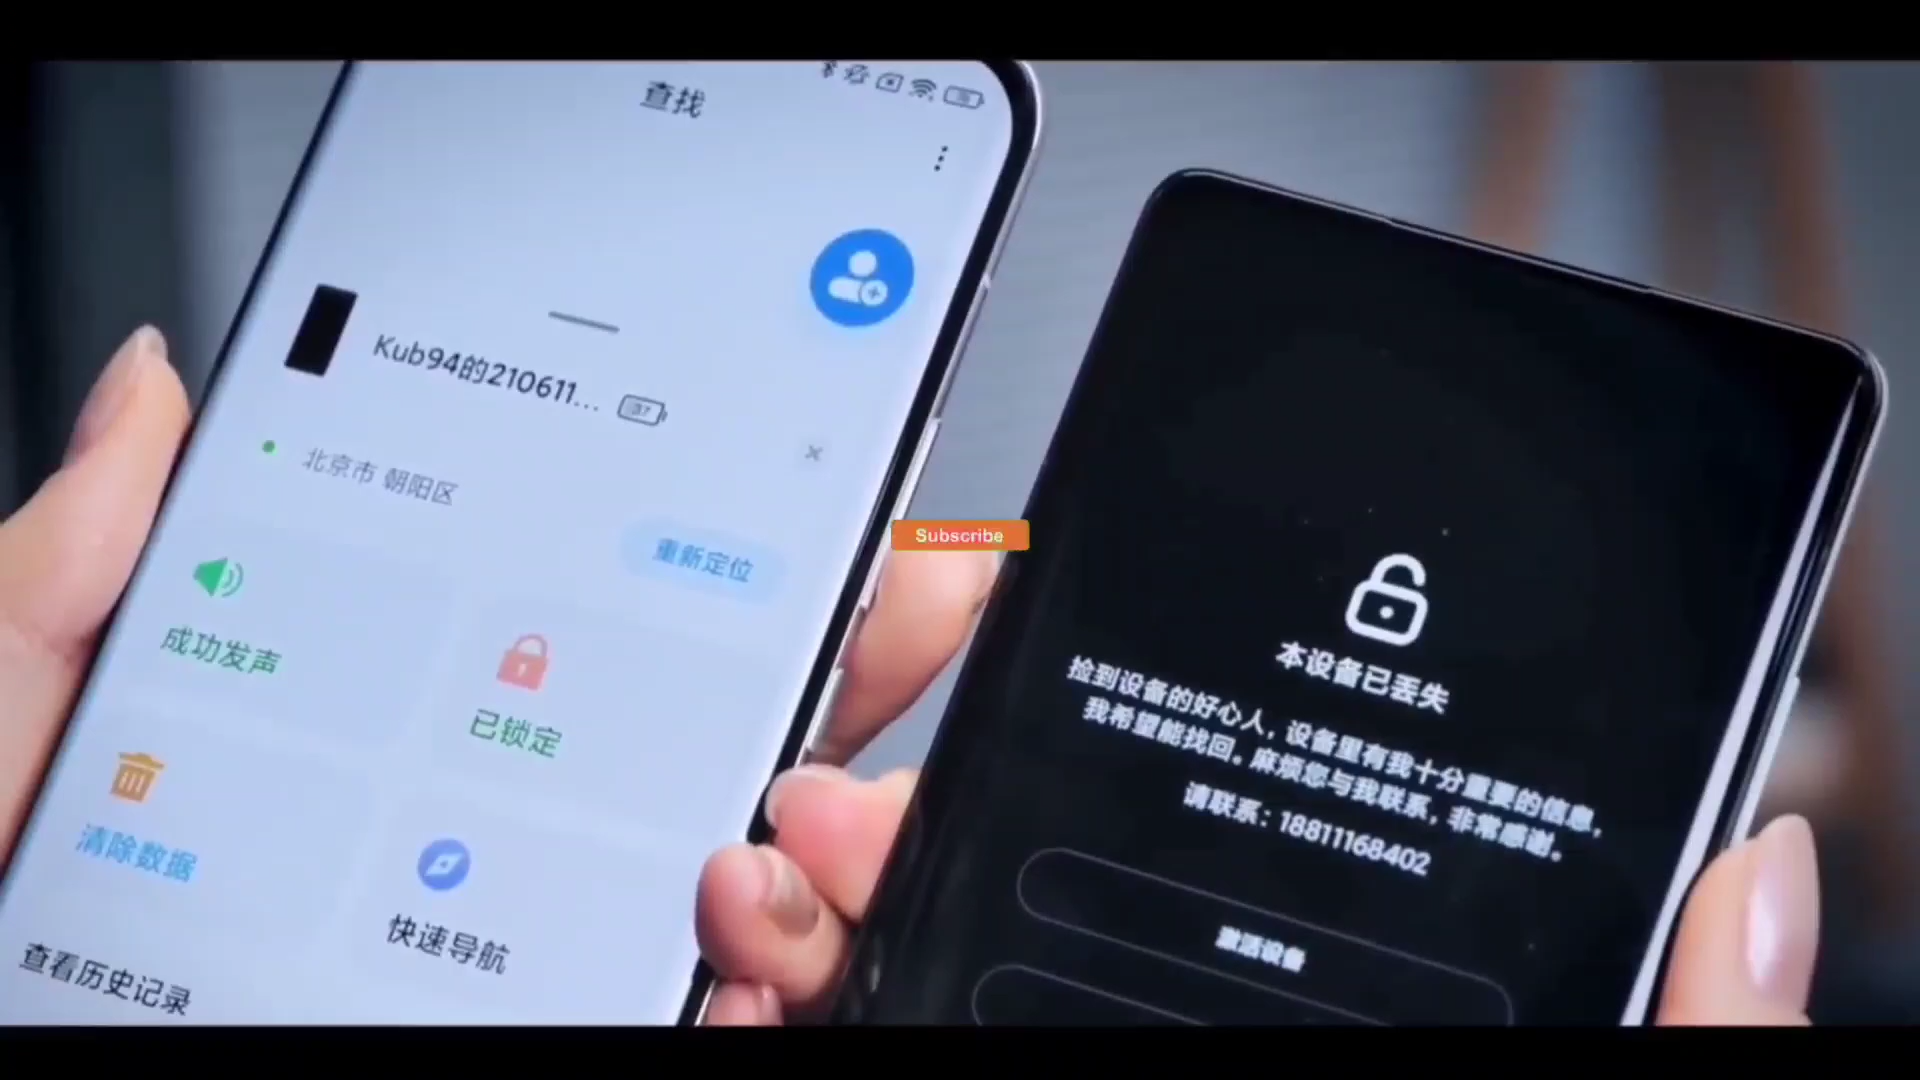 查找
Kub94的210611...
37
北京市 朝阳区
重新定位
成功发声
已锁定
清除数据
快速导航
查看历史记录
Subscribe
本设备已丢失
捡到设备的好心人，设备里有我十分重要的信息，
我希望能找回。麻烦您与我联系，非常感谢。
请联系：18811168402
激活设备